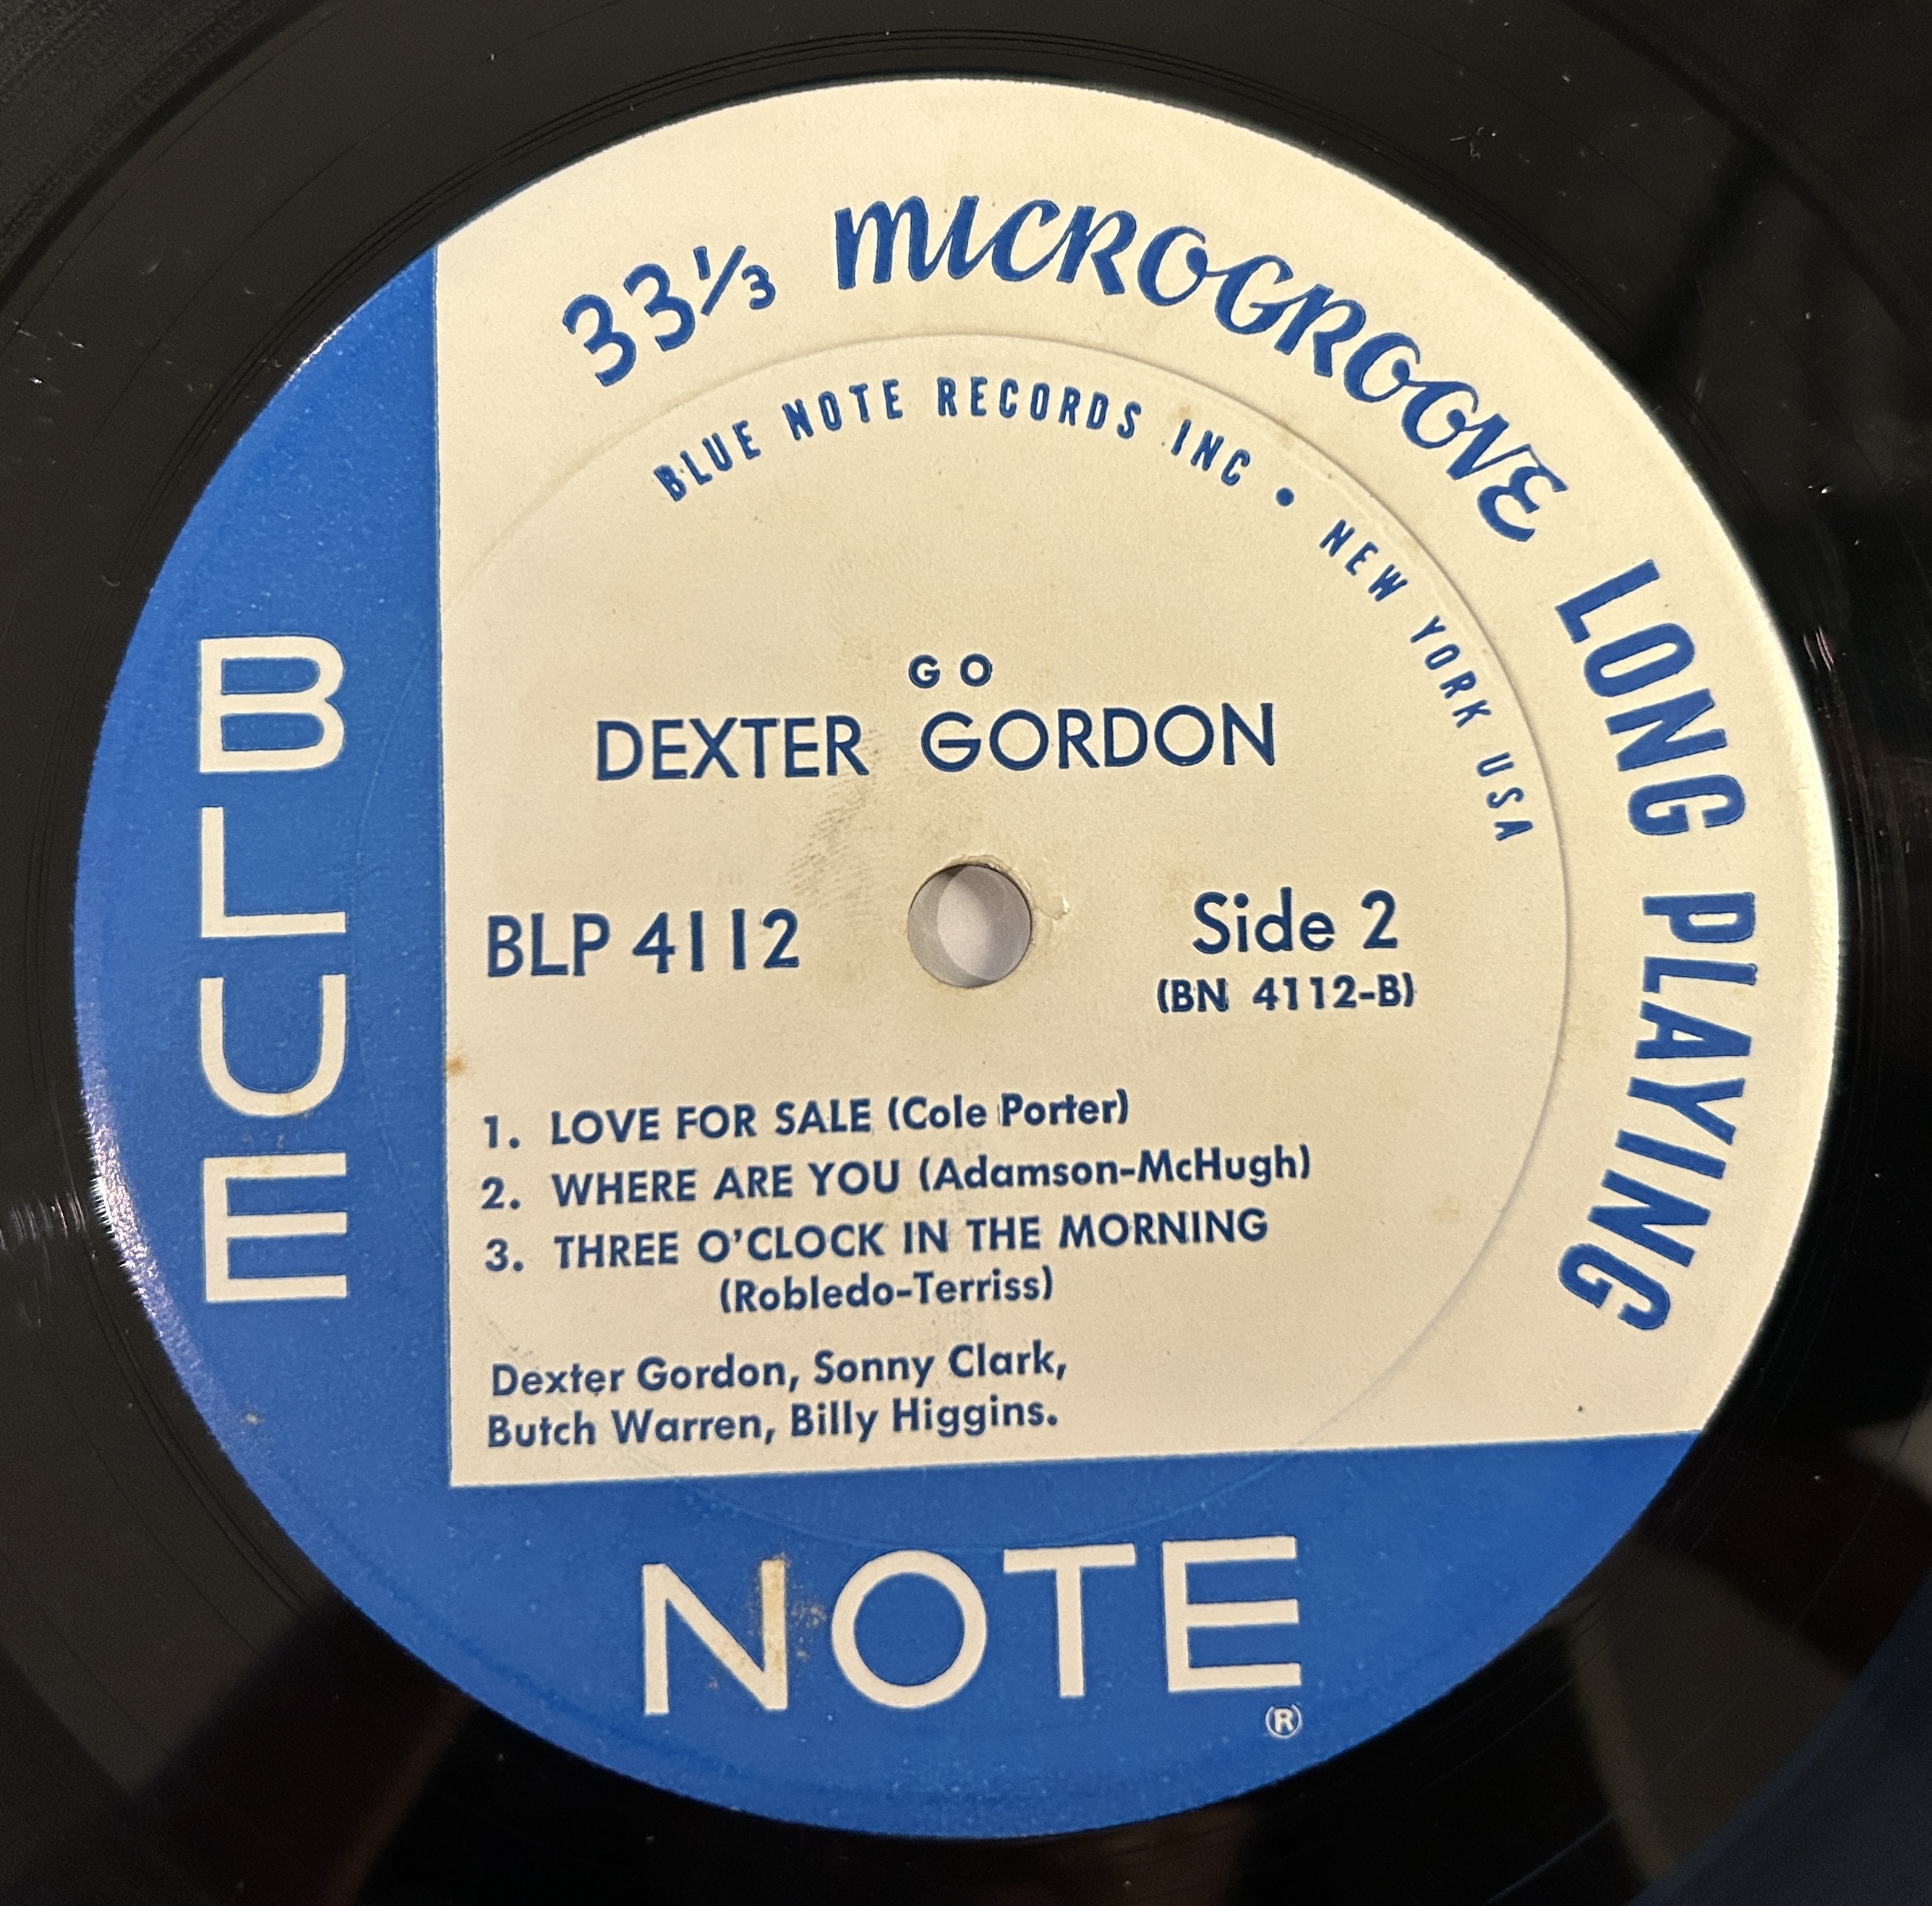 33⅓ MICROGROOVE LONG PLAYING
BLUE NOTE RECORDS INC • NEW YORK USA
GO
DEXTER GORDON
BLP 4112
Side 2
(BN 4112-B)
1. LOVE FOR SALE (Cole Porter)
2. WHERE ARE YOU (Adamson-McHugh)
3. THREE O'CLOCK IN THE MORNING
(Robledo-Terriss)
Dexter Gordon, Sonny Clark,
Butch Warren, Billy Higgins.
BLUE
NOTE
®